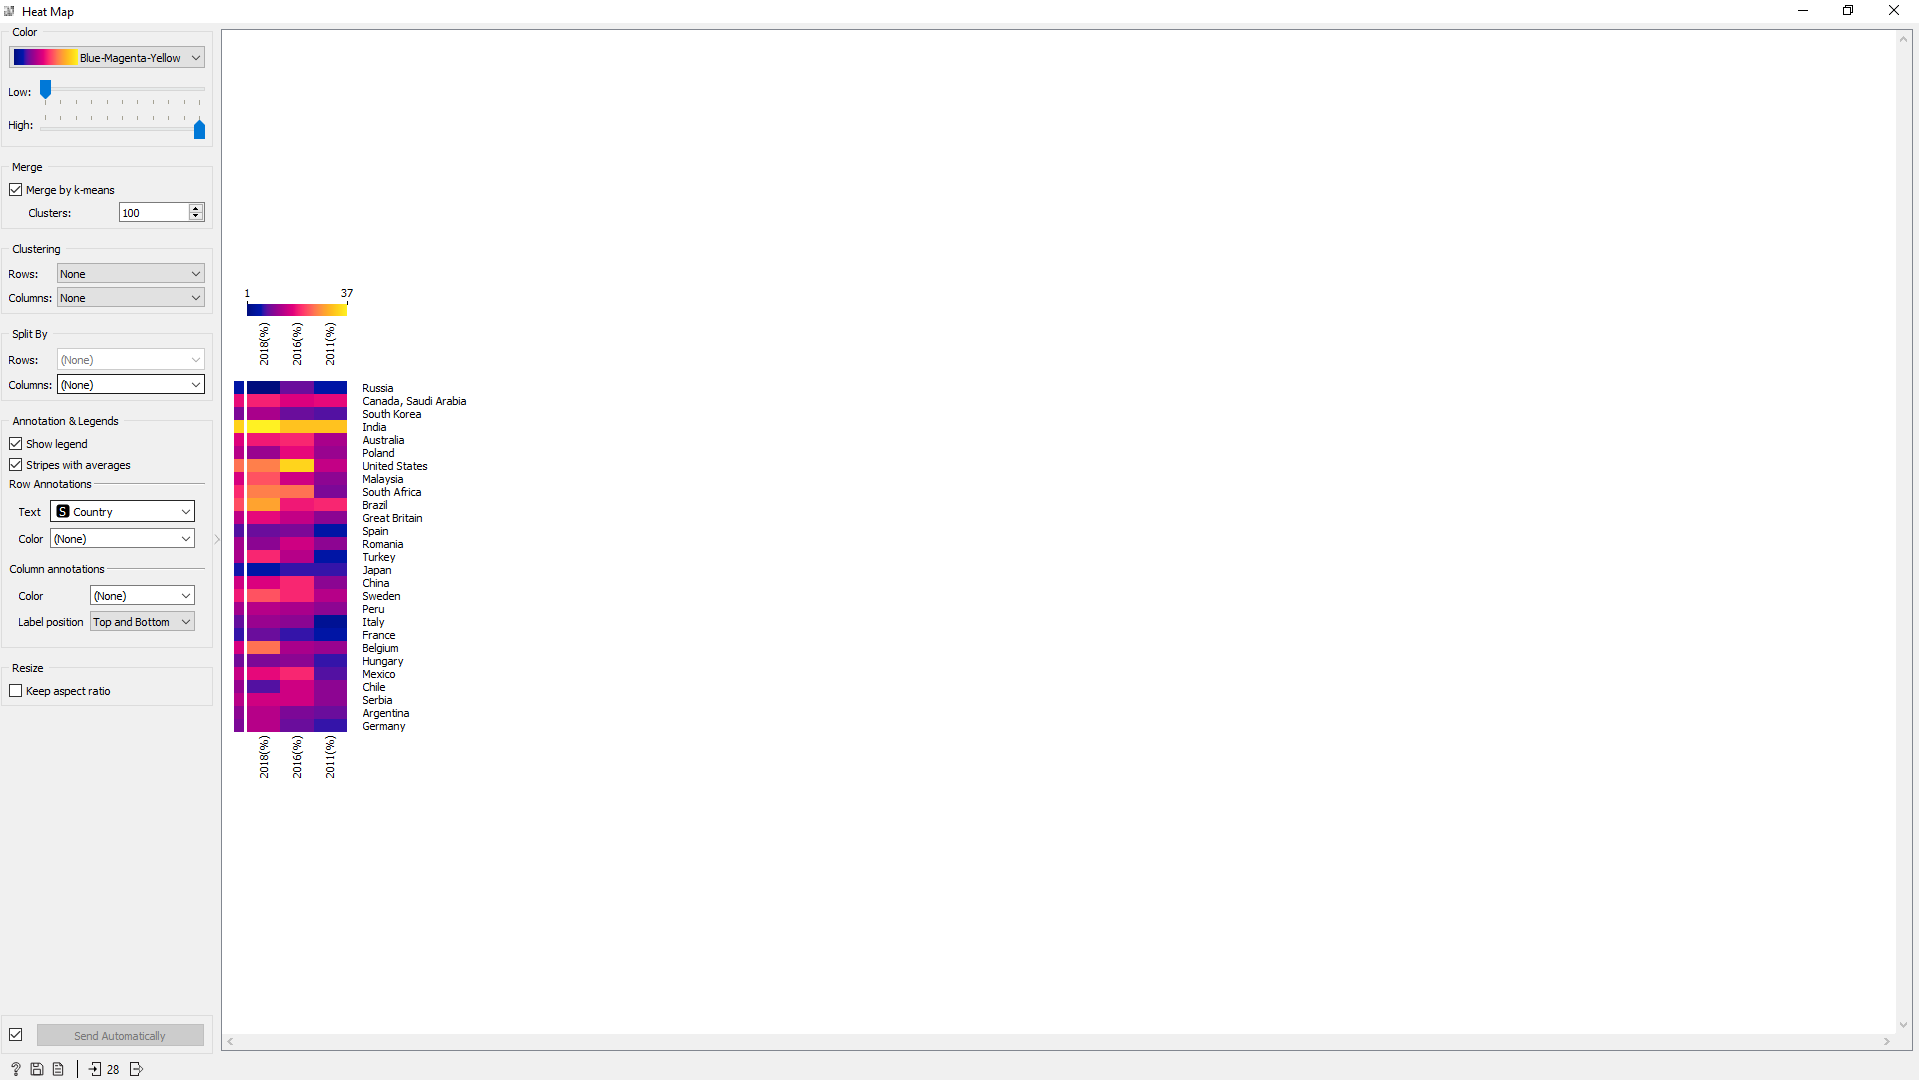 Heat Map
Color
Blue-Magenta-Yellow
Low:
High:
Merge
Merge by k-means
Clusters: 100
Clustering
Rows: None
Columns: None
Split By
Rows: (None)
Columns: (None)
Annotation & Legends
Show legend
Stripes with averages
Row Annotations
Text S Country
Color (None)
Column annotations
Color (None)
Label position Top and Bottom
Resize
Keep aspect ratio
Send Automatically
? 28
1 37
2018(%) 2016(%) 2011(%)
Russia
Canada, Saudi Arabia
South Korea
India
Australia
Poland
United States
Malaysia
South Africa
Brazil
Great Britain
Spain
Romania
Turkey
Japan
China
Sweden
Peru
Italy
France
Belgium
Hungary
Mexico
Chile
Serbia
Argentina
Germany
2018(%) 2016(%) 2011(%)